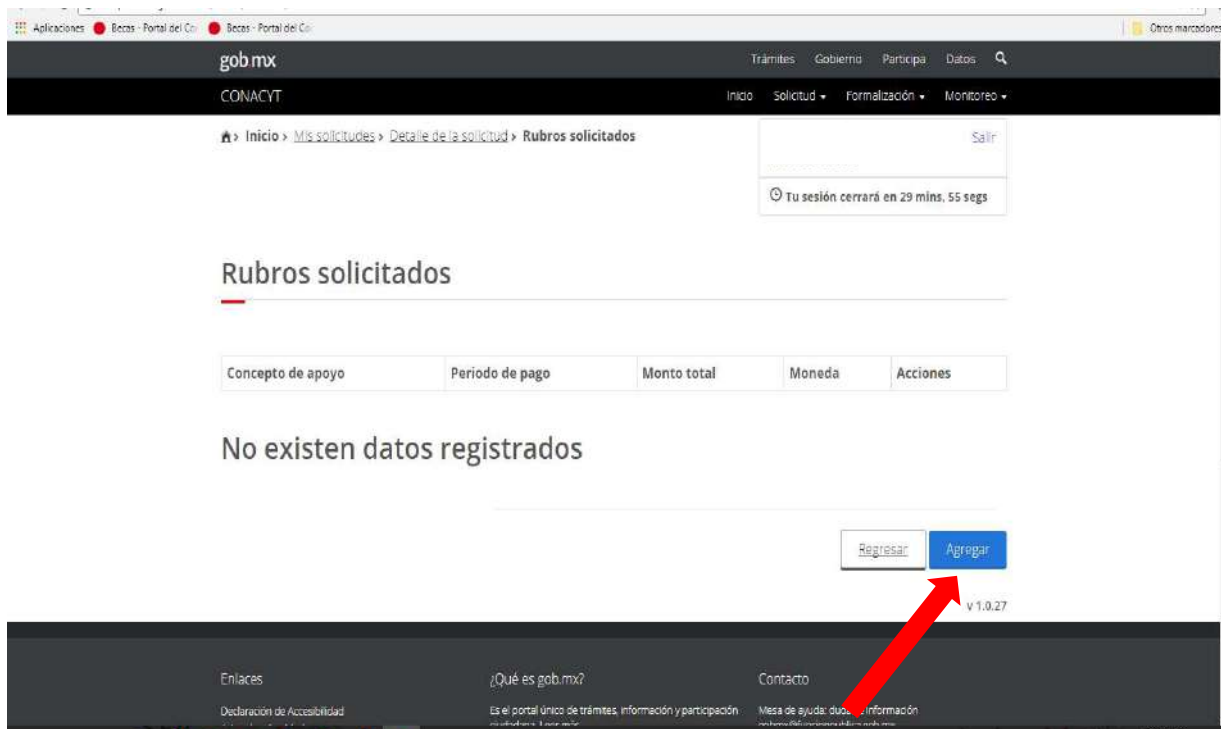 Aplicaciones Becas - Portal del Co Becas - Portal del Co Otros marcadores
gob.mx Trámites Gobierno Participa Datos
CONACYT Inicio Solicitud Formalización Monitoreo
> Inicio > Mis solicitudes > Detalle de la solicitud > Rubros solicitados
Salir
Tu sesión cerrará en 29 mins. 55 segs
Rubros solicitados
Concepto de apoyo Periodo de pago Monto total Moneda Acciones
No existen datos registrados
Regresar Agregar
v 1.0.27
Enlaces ¿Qué es gob.mx? Contacto
Declaración de Accesibilidad Es el portal único de trámites, información y participación Mesa de ayuda: información